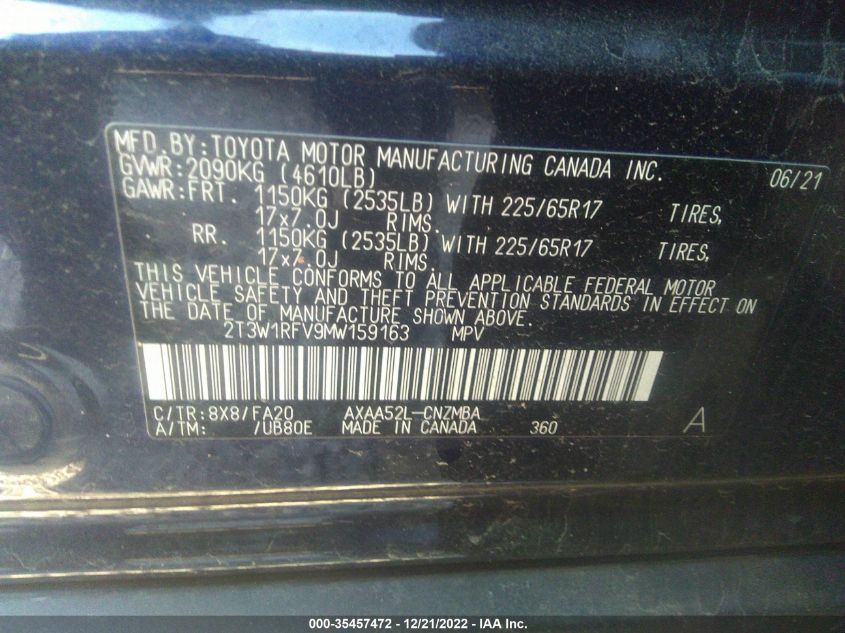 MFD.BY:TOYOTA MOTOR MANUFACTURING CANADA INC. 06/21
GVWR:2090KG (4610LB)
GAWR:FRT. 1150KG (2535LB) WITH 225/65R17 TIRES,
17x7.0J RIMS.
RR. 1150KG (2535LB) WITH 225/65R17 TIRES,
17x7.0J RIMS.
THIS VEHICLE CONFORMS TO ALL APPLICABLE FEDERAL MOTOR
VEHICLE SAFETY AND THEFT PREVENTION STANDARDS IN EFFECT ON
THE DATE OF MANUFACTURE SHOWN ABOVE.
2T3W1RFV9MW159163 MPV
C/TR:8X8/FA20 AXAA52L-CNZMBA
A/TM: /UB80E MADE IN CANADA 360 A
000-35457472 - 12/21/2022 - IAA Inc.